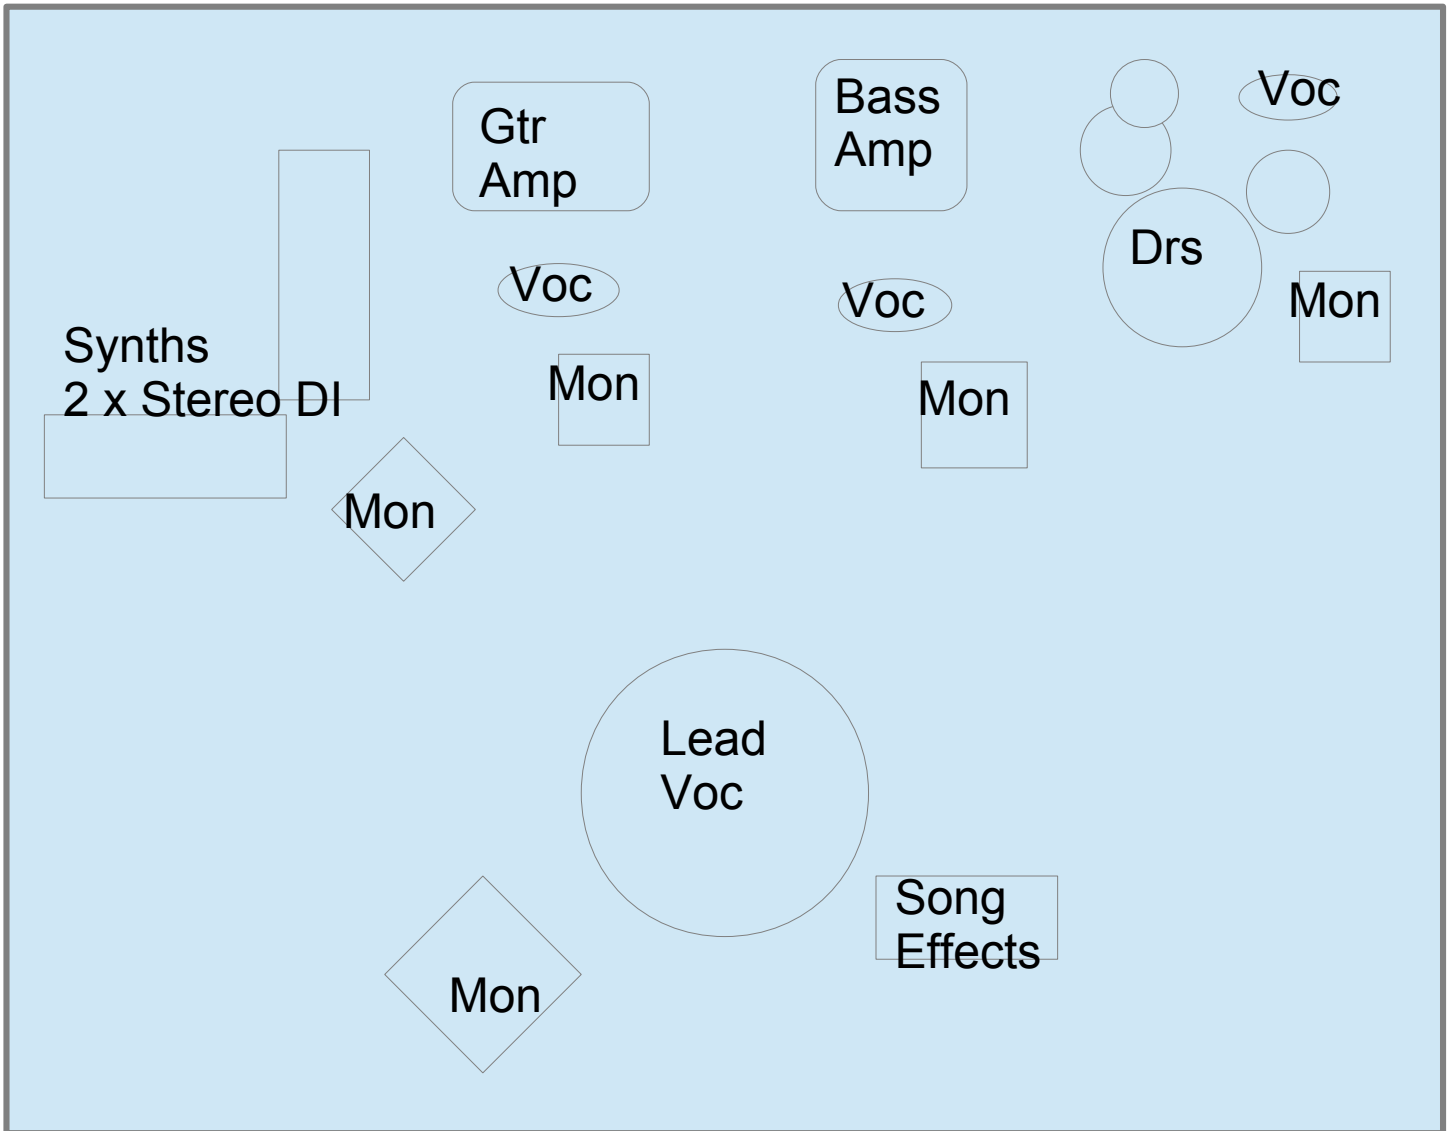 Gtr
Amp
Bass
Amp
Voc
Drs
Voc
Voc
Mon
Synths
2 x Stereo DI
Mon
Mon
Mon
Lead
Voc
Song
Effects
Mon